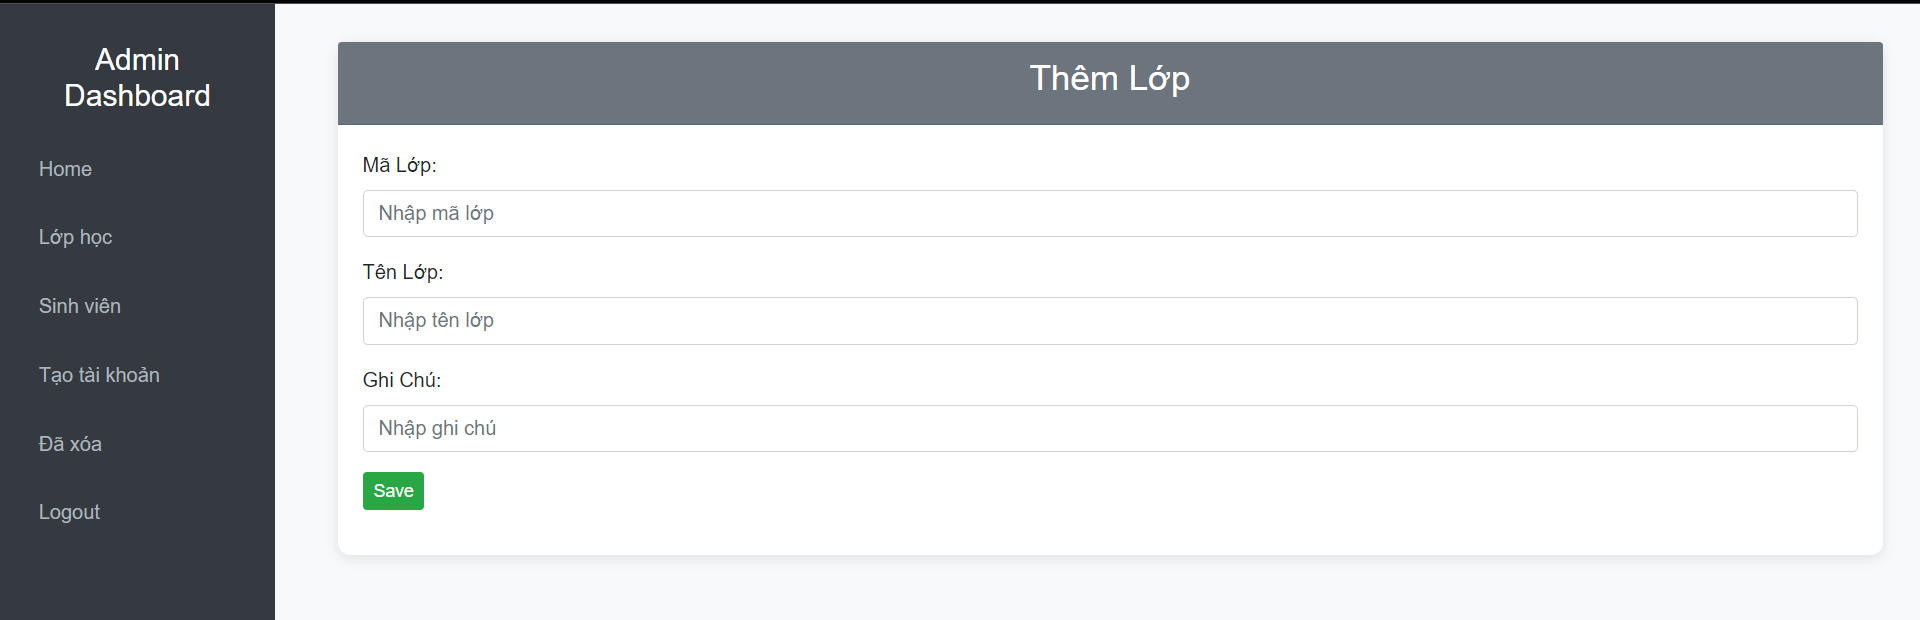 Admin
Dashboard
Home
Lớp học
Sinh viên
Tạo tài khoản
Đã xóa
Logout
Thêm Lớp
Mã Lớp:
Nhập mã lớp
Tên Lớp:
Nhập tên lớp
Ghi Chú:
Nhập ghi chú
Save